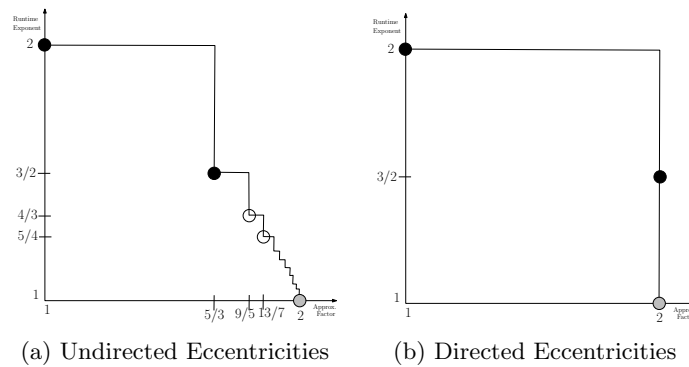 Runtime
Exponent
2
3/2
4/3
5/4
1
1
5/3
9/5
13/7
2
Approx.
Factor
(a) Undirected Eccentricities
Runtime
Exponent
2
3/2
1
1
2
(b) Directed Eccentricities